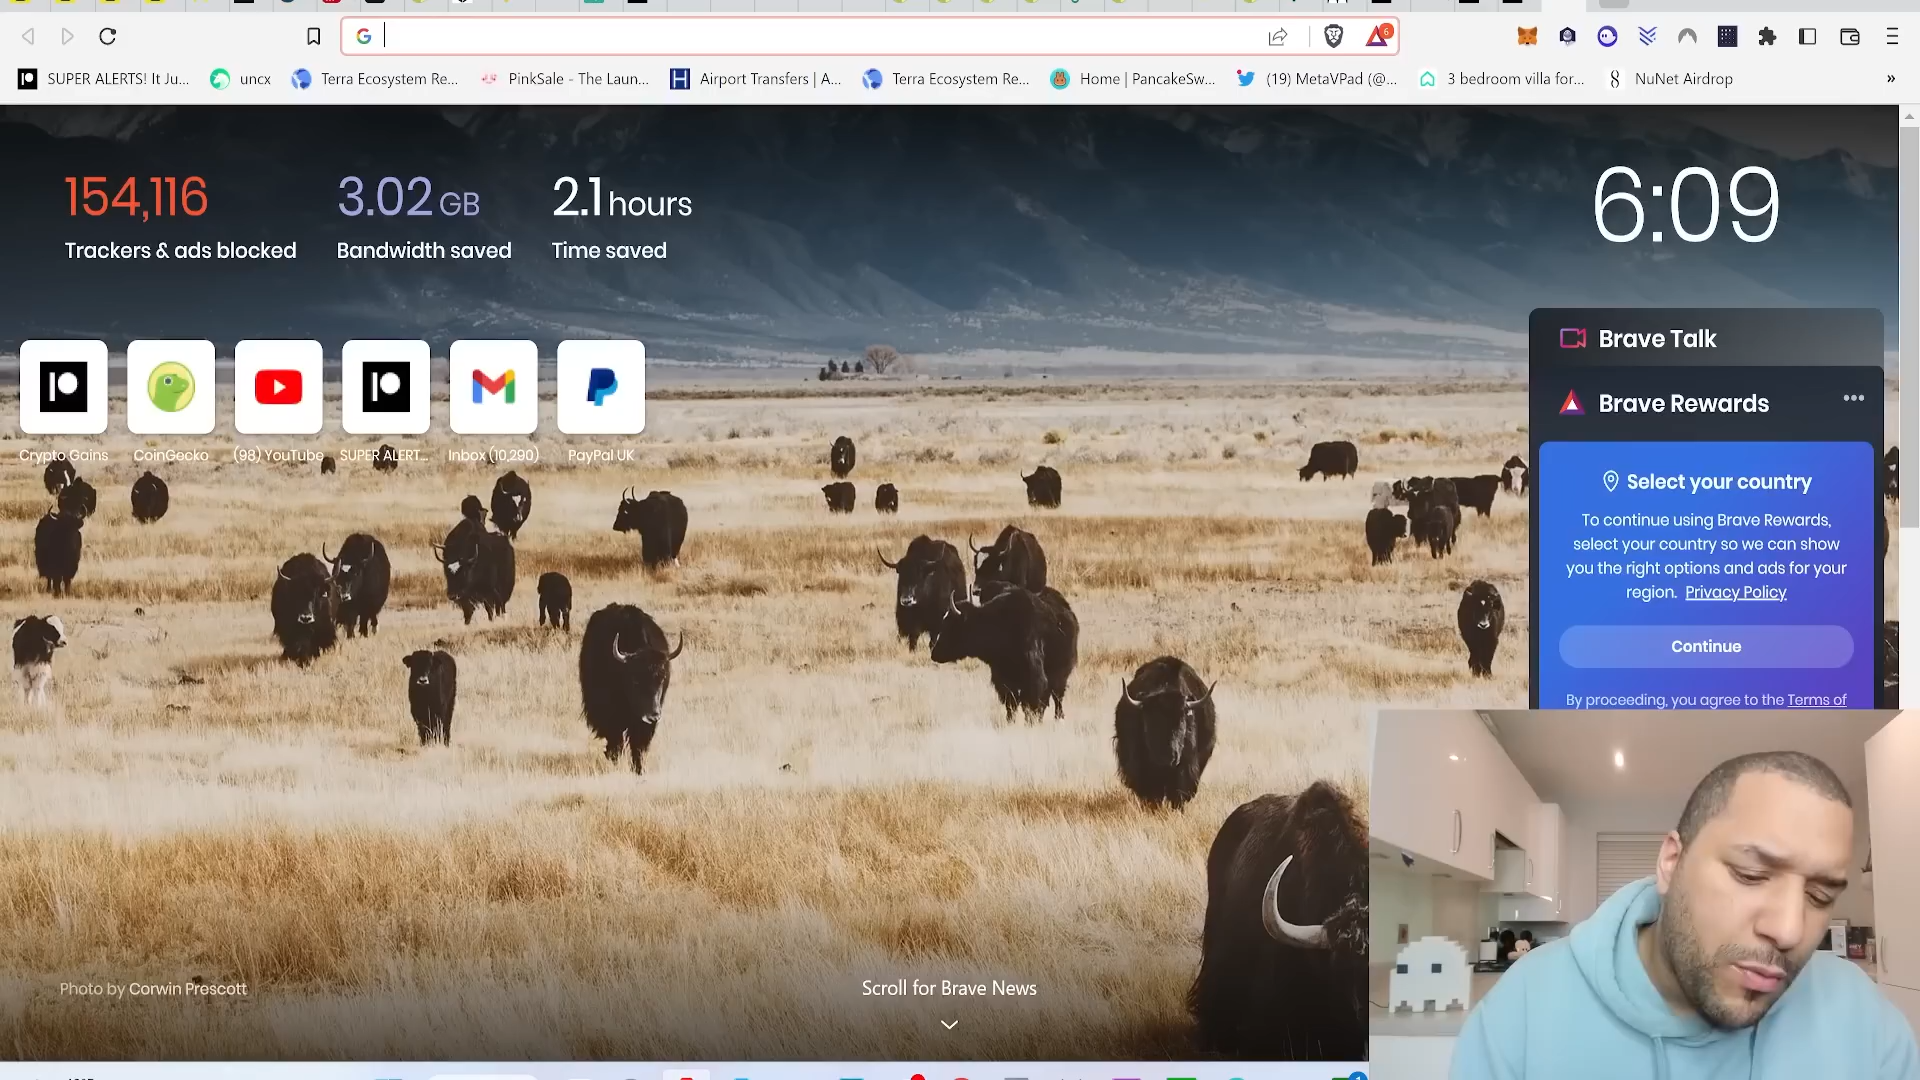 6
SUPER ALERTS! It Ju...
uncx
Terra Ecosystem Re...
PinkSale - The Laun...
Airport Transfers | A...
Terra Ecosystem Re...
Home | PancakeSw...
(19) MetaVPad (@...
3 bedroom villa for...
NuNet Airdrop
»
154,116
Trackers & ads blocked
3.02 GB
Bandwidth saved
2.1 hours
Time saved
6:09
Crypto Gains
CoinGecko
(98) YouTube
SUPER ALERT...
Inbox (10,290)
PayPal UK
Brave Talk
Brave Rewards
Select your country
To continue using Brave Rewards,
select your country so we can show
you the right options and ads for your
region. Privacy Policy
Continue
By proceeding, you agree to the Terms of
Photo by Corwin Prescott
Scroll for Brave News